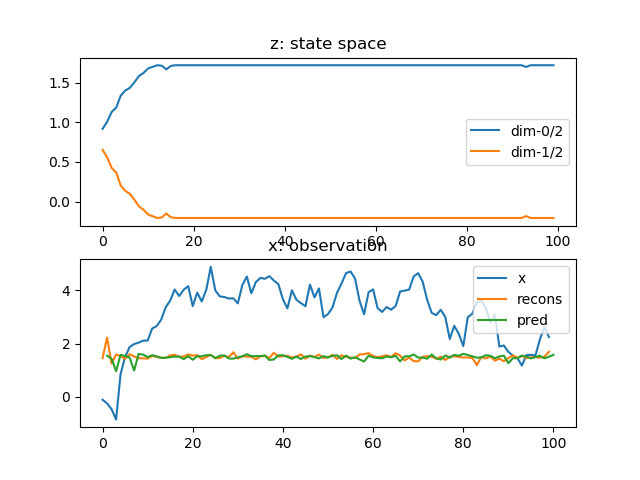 z: state space
1.5
1.0
0.5
0.0
dim-0/2
dim-1/2
0 20 40 60 80 100
x: observation
4
2
0
x
recons
pred
0 20 40 60 80 100